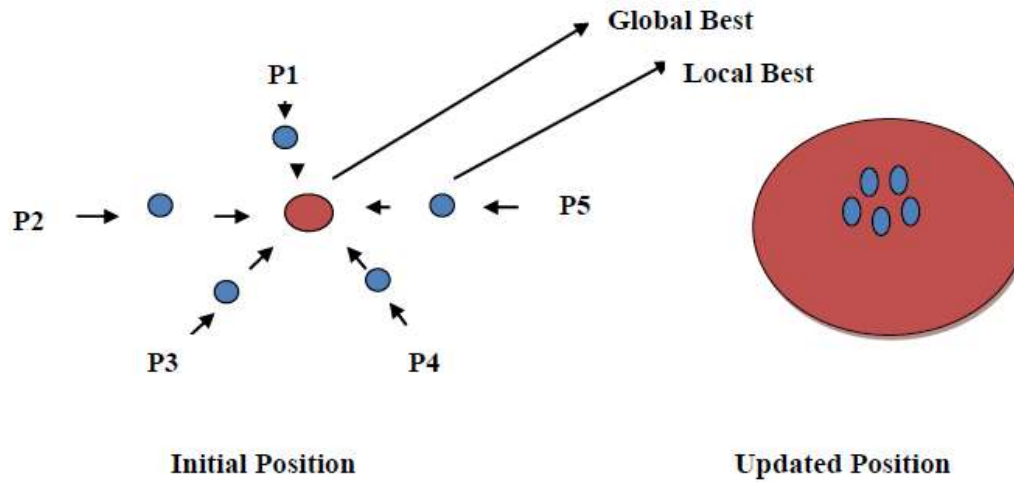 Global Best
Local Best
P1
P2
P5
P3
P4
Initial Position
Updated Position